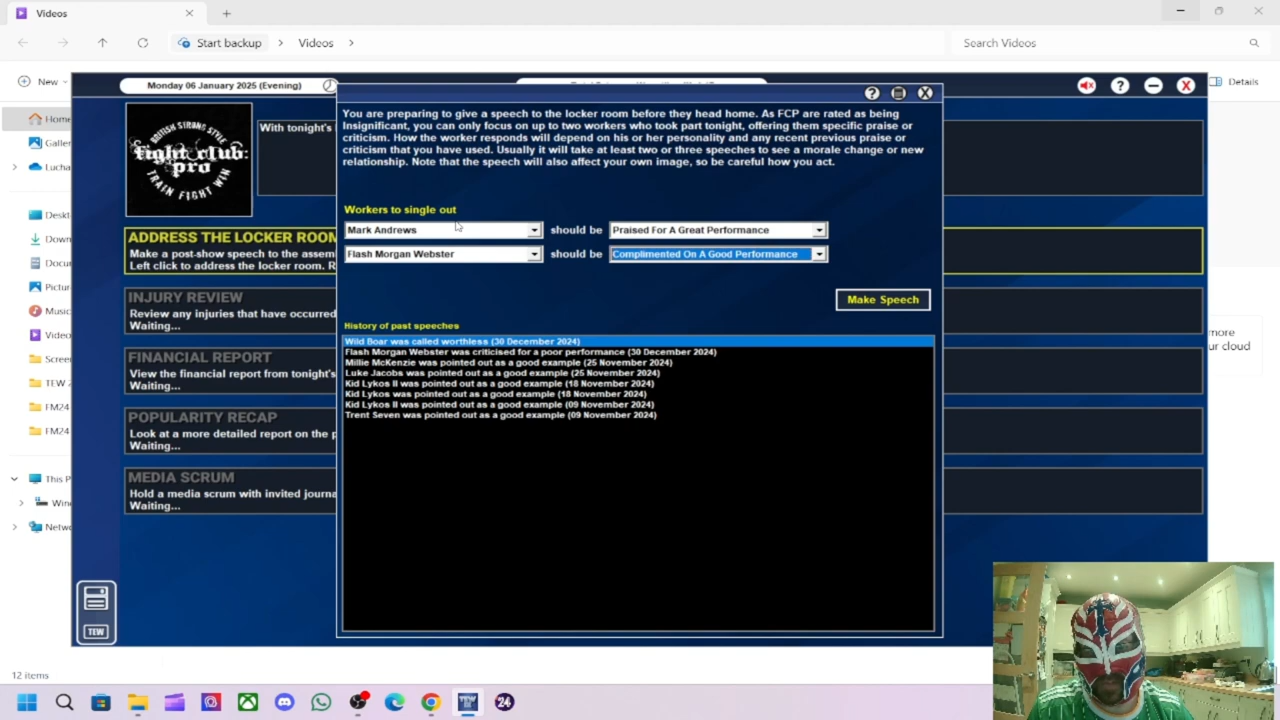 Videos
Start backup
Videos
Search Videos
New
Details
Monday 06 January 2025 (Evening)
BRITISH STRONG STYLE
fight club:
pro
TRAIN FIGHT WIN
With tonight's
Home
Galler
Lucha
Deskt
Down
Docu
Pictur
Music
Video
Screen
TEW 2
FM24
FM24
This P
Wind
Netwo
ADDRESS THE LOCKER ROOM
Make a post-show speech to the assem
Left click to address the locker room. R
INJURY REVIEW
Review any injuries that have occurred
Waiting...
FINANCIAL REPORT
View the financial report from tonight's
Waiting...
POPULARITY RECAP
Look at a more detailed report on the p
Waiting...
MEDIA SCRUM
Hold a media scrum with invited journa
Waiting...
TEW
You are preparing to give a speech to the locker room before they head home. As FCP are rated as being
Insignificant, you can only focus on up to two workers who took part tonight, offering them specific praise or
criticism. How the worker responds will depend on his or her personality and any recent previous praise or
criticism that you have used. Usually it will take at least two or three speeches to see a morale change or new
relationship. Note that the speech will also affect your own image, so be careful how you act.
Workers to single out
Mark Andrews should be Praised For A Great Performance
Flash Morgan Webster should be Complimented On A Good Performance
Make Speech
History of past speeches
Wild Boar was called worthless (30 December 2024)
Flash Morgan Webster was criticised for a poor performance (30 December 2024)
Millie McKenzie was pointed out as a good example (25 November 2024)
Luke Jacobs was pointed out as a good example (25 November 2024)
Kid Lykos II was pointed out as a good example (18 November 2024)
Kid Lykos was pointed out as a good example (18 November 2024)
Kid Lykos II was pointed out as a good example (09 November 2024)
Trent Seven was pointed out as a good example (09 November 2024)
more
ur cloud
12 items
TEW
24